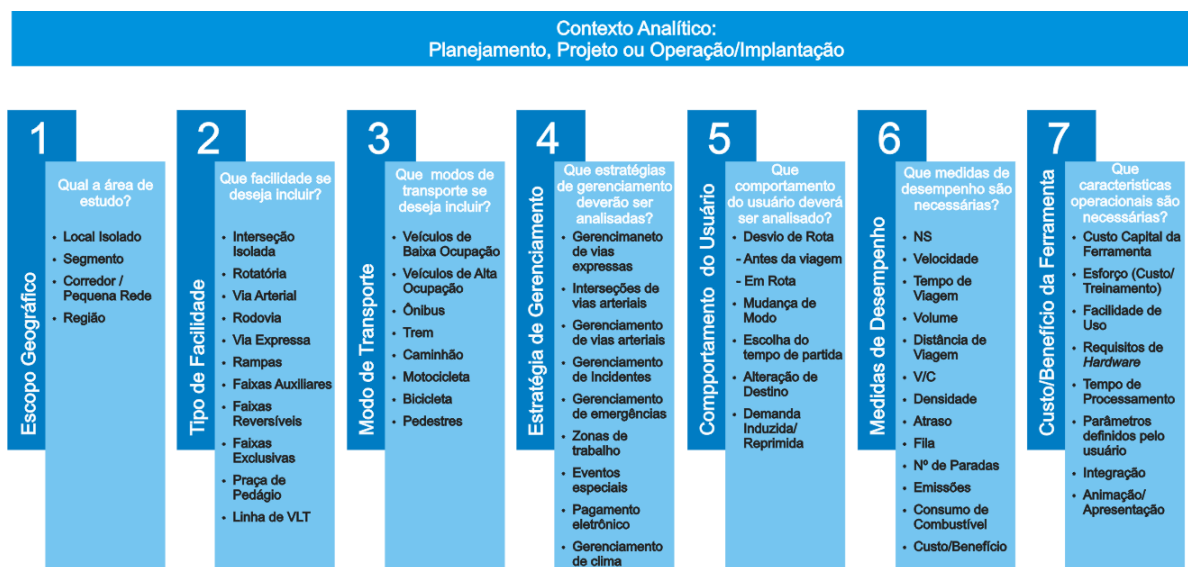 Contexto Analítico:
Planejamento, Projeto ou Operação/Implantação
1
Escopo Geográfico
Qual a área de
estudo?
• Local Isolado
• Segmento
• Corredor /
Pequena Rede
• Região
2
Tipo de Facilidade
Que facilidade se
deseja incluir?
• Interseção
Isolada
• Rotatória
• Via Arterial
• Rodovia
• Via Expressa
• Rampas
• Faixas Auxiliares
• Faixas
Reversíveis
• Faixas
Exclusivas
• Praça de
Pedágio
• Linha de VLT
3
Modo de Transporte
Que modos de
transporte se
deseja incluir?
• Veículos de
Baixa Ocupação
• Veículos de Alta
Ocupação
• Ônibus
• Trem
• Caminhão
• Motocicleta
• Bicicleta
• Pedestres
4
Estratégia de Gerenciamento
Que estratégias
de gerenciamento
deverão ser
analisadas?
• Gerencimaneto
de vias
expressas
• Interseções de
vias arteriais
• Gerenciamento
de vias arteriais
• Gerenciamento
de Incidentes
• Gerenciamento
de emergências
• Zonas de
trabalho
• Eventos
especiais
• Pagamento
eletrônico
• Gerenciamento
de clima
5
Compportamento do Usuário
Que
comportamento
do usuário deverá
ser analisado?
• Desvio de Rota
- Antes da viagem
- Em Rota
• Mudança de
Modo
• Escolha do
tempo de partida
• Alteração de
Destino
• Demanda
Induzida/
Reprimida
6
Medidas de Desempenho
Que medidas de
desempenho são
necessárias?
• NS
• Velocidade
• Tempo de
Viagem
• Volume
• Distância de
Viagem
• V/C
• Densidade
• Atraso
• Fila
• Nº de Paradas
• Emissões
• Consumo de
Combustível
• Custo/Benefício
7
Custo/Benefício da Ferramenta
Que
características
operacionais são
necessárias?
• Custo Capital da
Ferramenta
• Esforço (Custo/
Treinamento)
• Facilidade de
Uso
• Requisitos de
Hardware
• Tempo de
Processamento
• Parâmetros
definidos pelo
usuário
• Integração
• Animação/
Apresentação